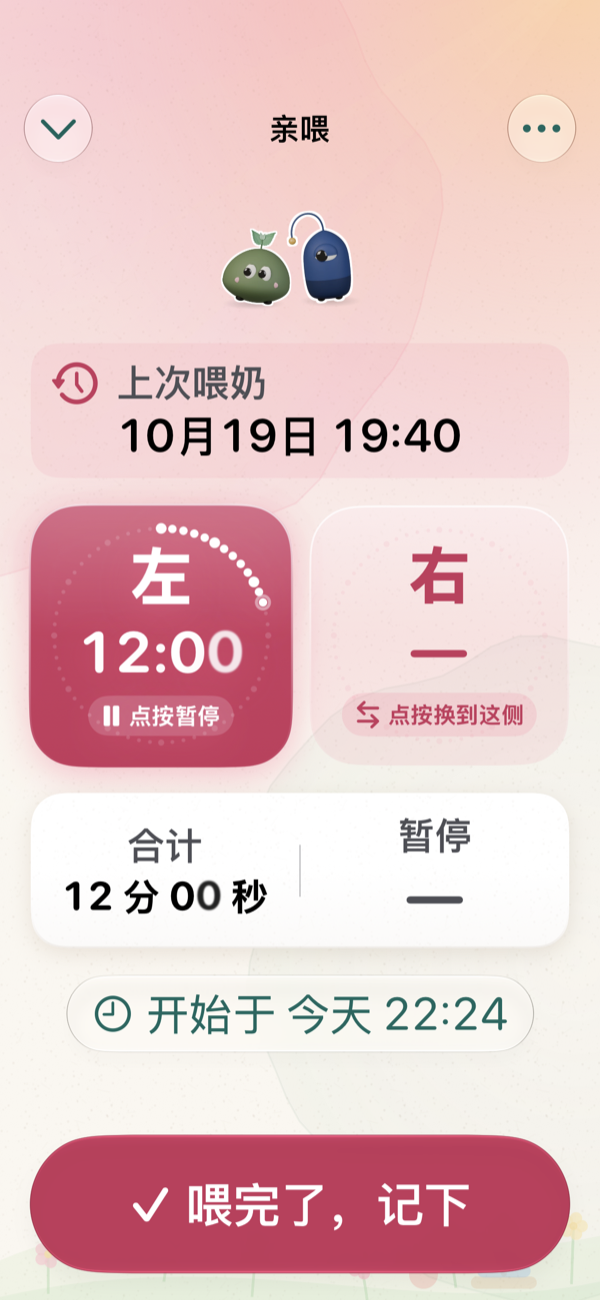 亲喂
上次喂奶
10月19日 19:40
左
12:00
点按暂停
右
—
点按换到这侧
合计
12 分 00 秒
暂停
—
开始于 今天 22:24
喂完了，记下